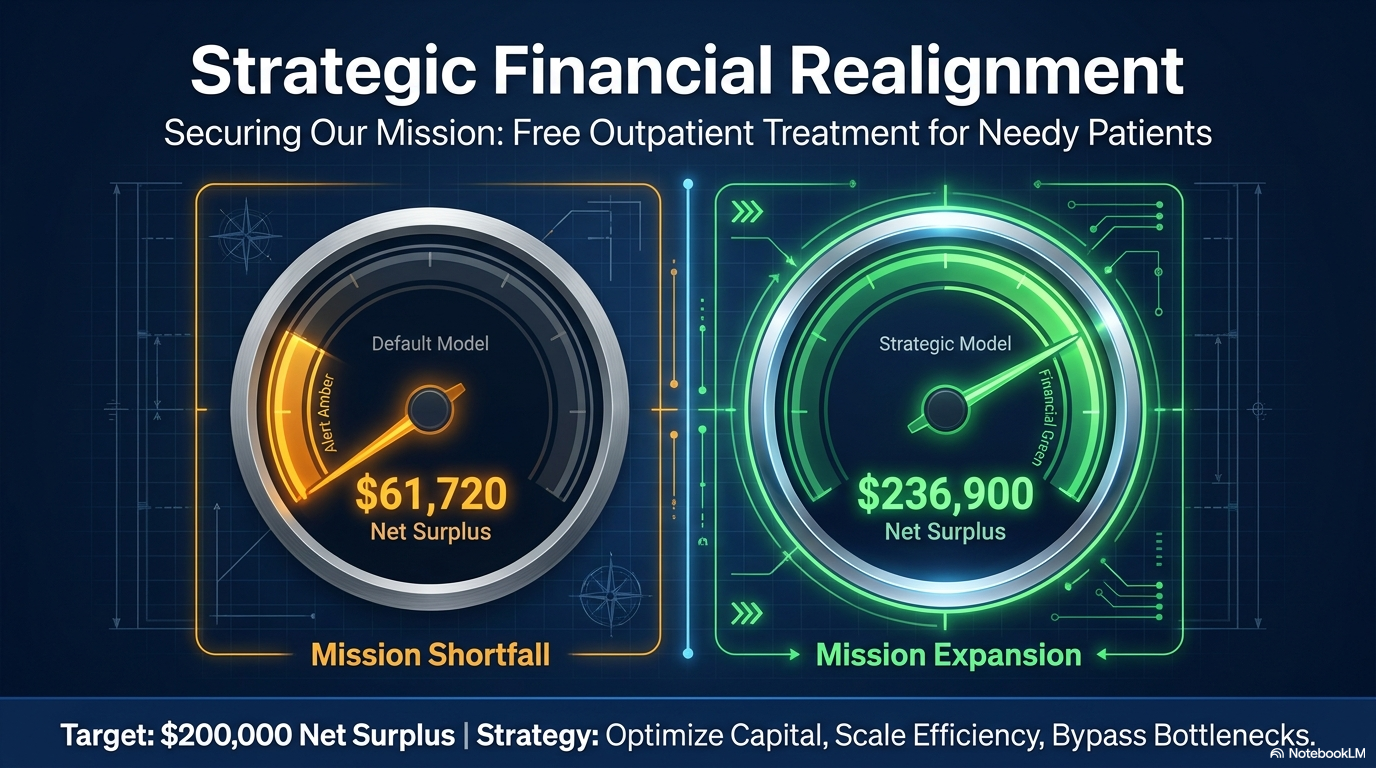 Strategic Financial Realignment
Securing Our Mission: Free Outpatient Treatment for Needy Patients
Default Model
Alert Amber
$61,720
Net Surplus
Mission Shortfall
Strategic Model
Financial Green
$236,900
Net Surplus
Mission Expansion
Target: $200,000 Net Surplus | Strategy: Optimize Capital, Scale Efficiency, Bypass Bottlenecks.
NotebookLM